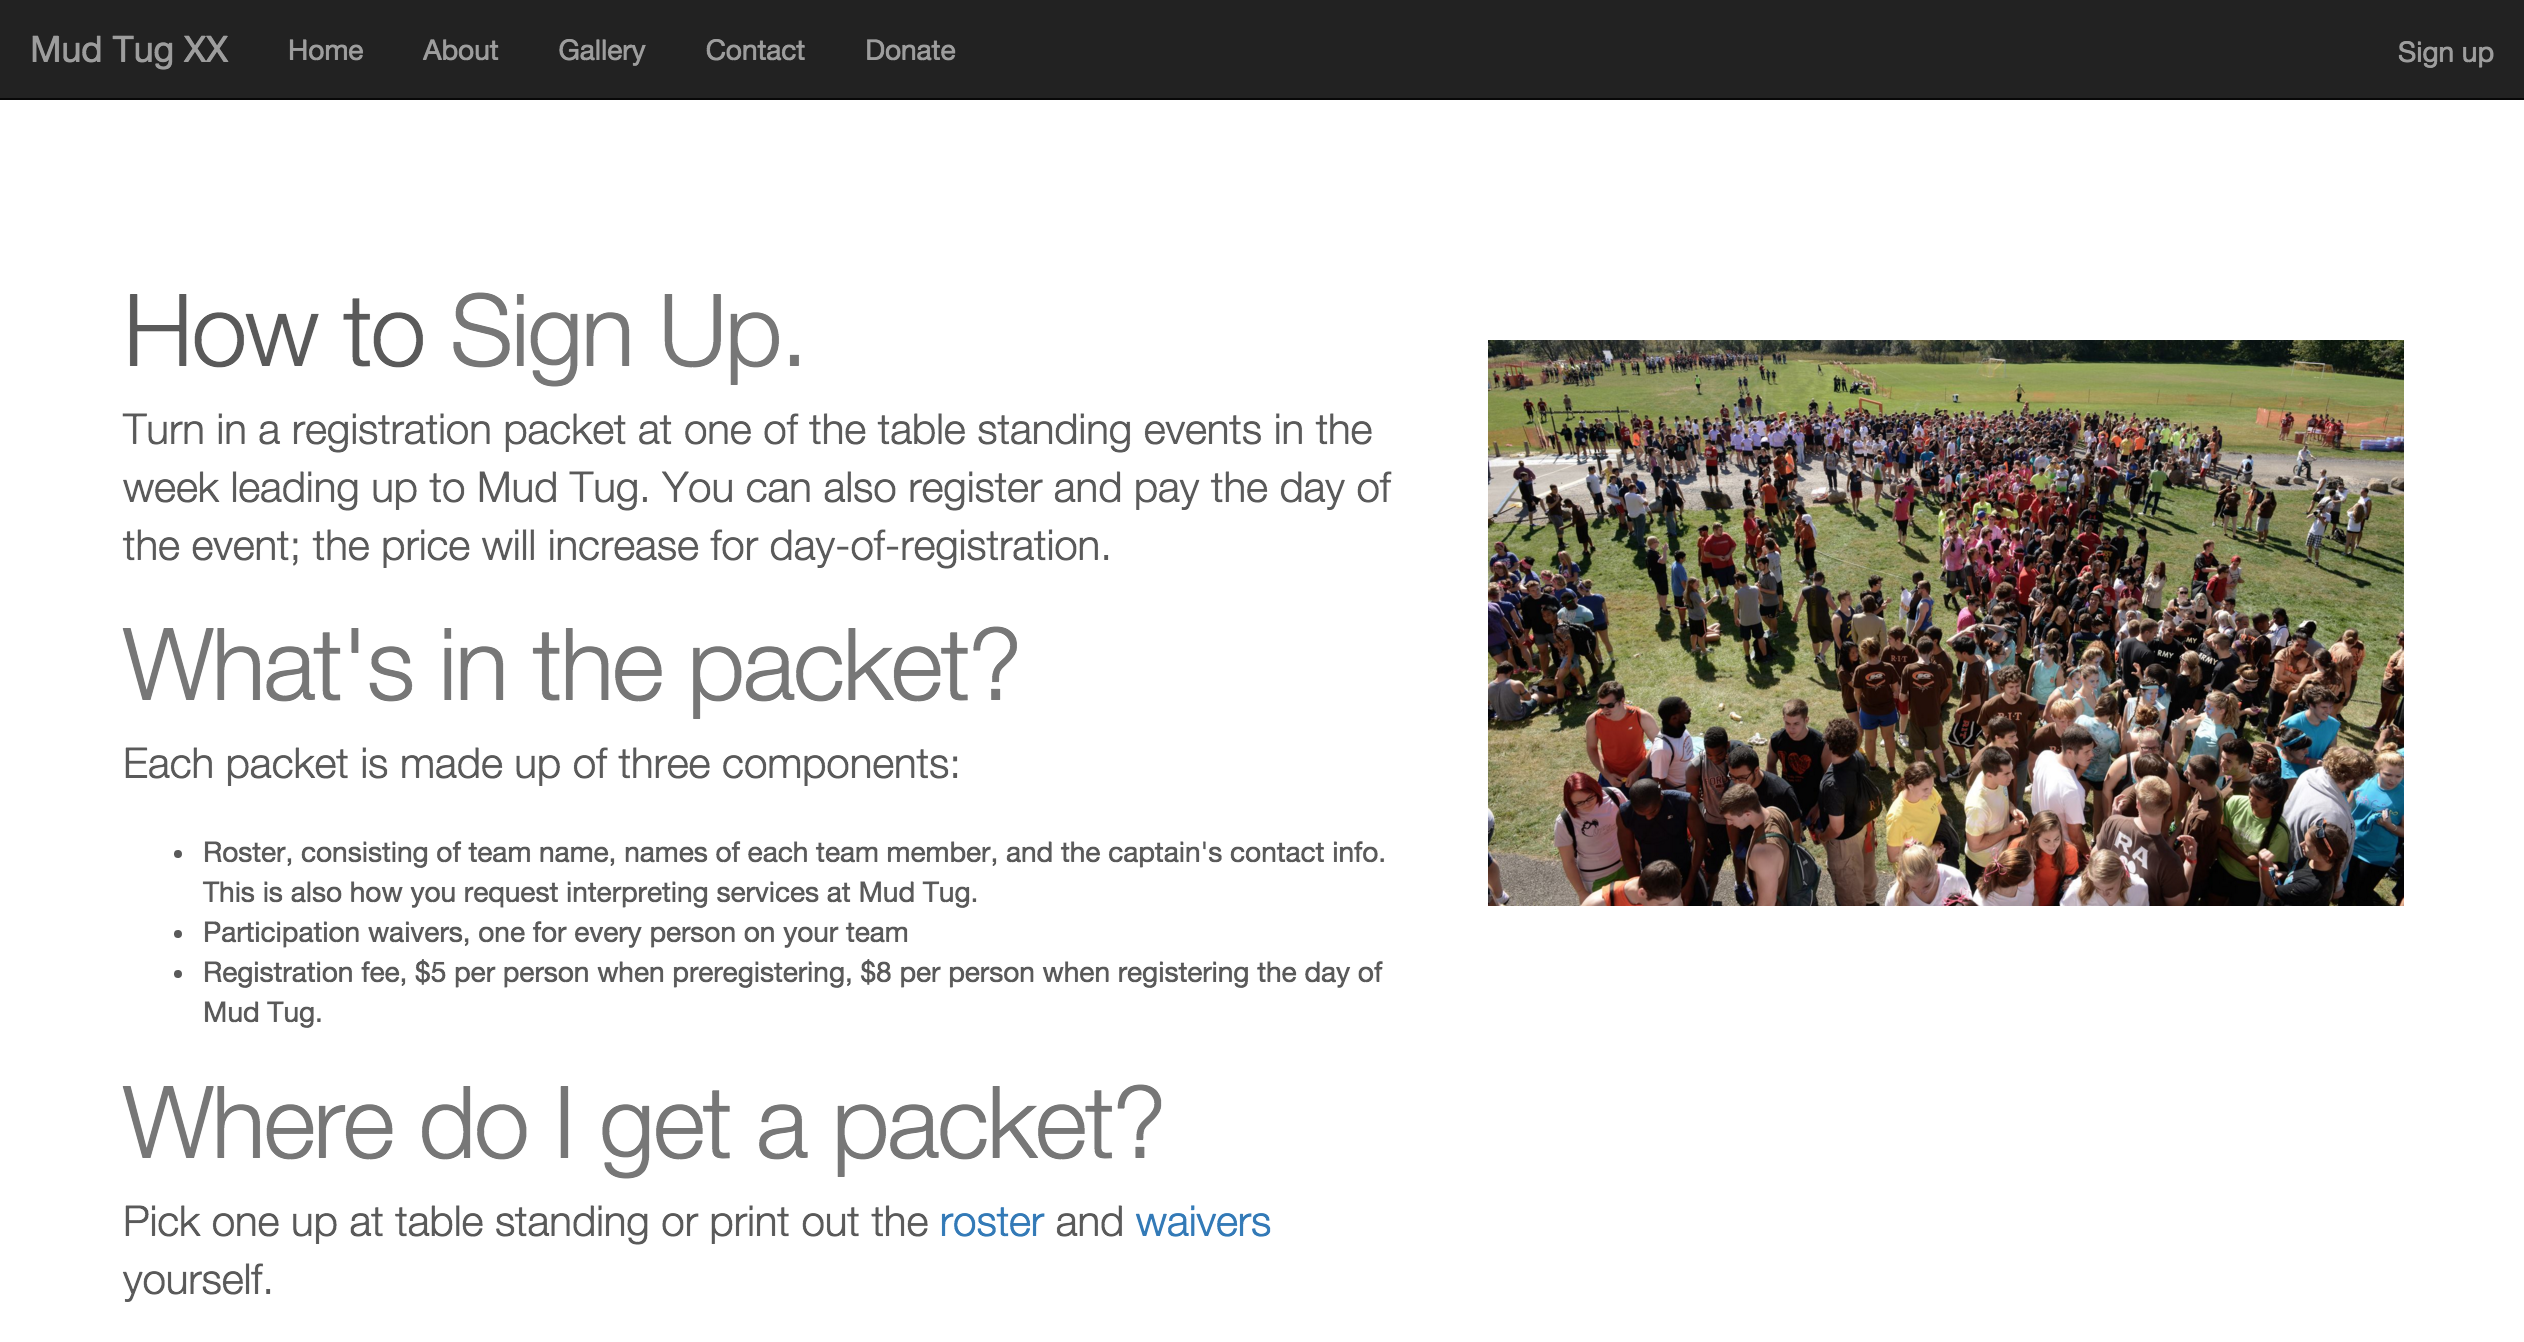 Mud Tug XX Home About Gallery Contact Donate Sign up
How to Sign Up.
Turn in a registration packet at one of the table standing events in the
week leading up to Mud Tug. You can also register and pay the day of
the event; the price will increase for day-of-registration.
What's in the packet?
Each packet is made up of three components:
• Roster, consisting of team name, names of each team member, and the captain's contact info.
This is also how you request interpreting services at Mud Tug.
• Participation waivers, one for every person on your team
• Registration fee, $5 per person when preregistering, $8 per person when registering the day of
Mud Tug.
Where do I get a packet?
Pick one up at table standing or print out the roster and waivers
yourself.
R·I·T
RMY
ARMY
R·I·T
RA